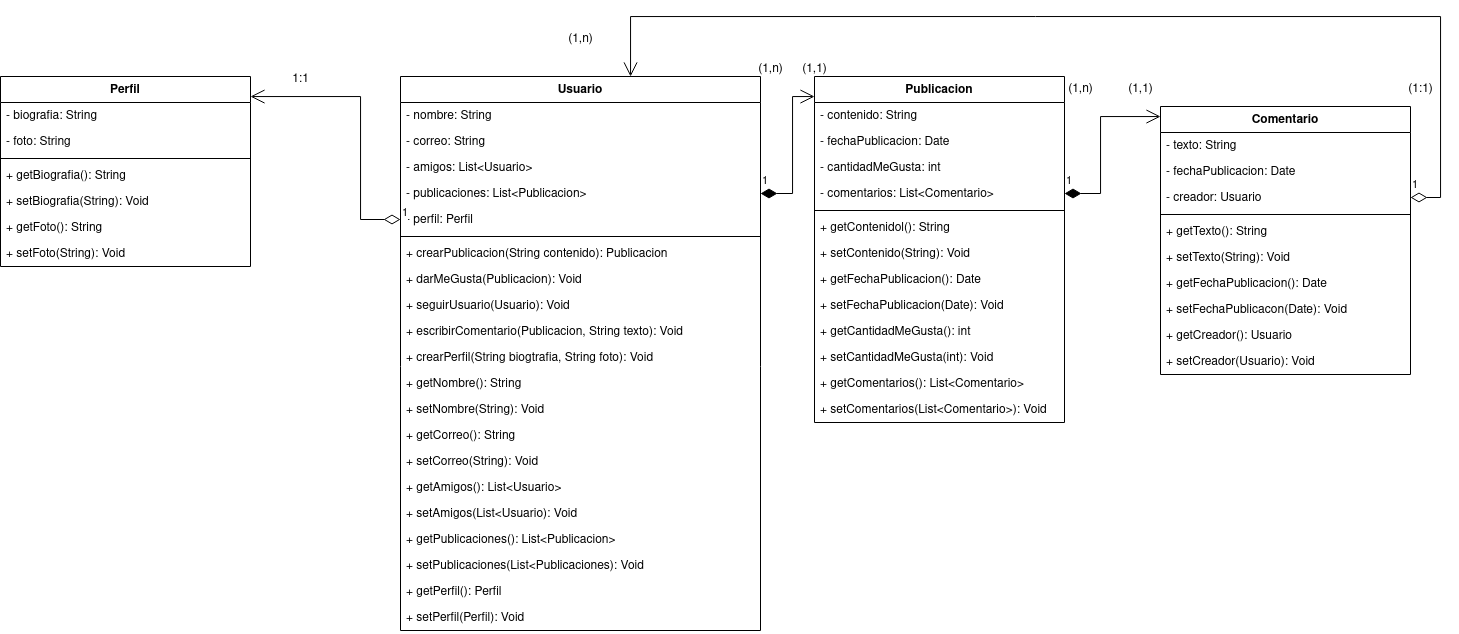 (1,n)
1:1
(1,n)
(1,1)
(1,n)
(1,1)
(1:1)
Perfil
- biografia: String
- foto: String
+ getBiografia(): String
+ setBiografia(String): Void
+ getFoto(): String
+ setFoto(String): Void
Usuario
- nombre: String
- correo: String
- amigos: List<Usuario>
- publicaciones: List<Publicacion>
- perfil: Perfil
1
1
+ crearPublicacion(String contenido): Publicacion
+ darMeGusta(Publicacion): Void
+ seguirUsuario(Usuario): Void
+ escribirComentario(Publicacion, String texto): Void
+ crearPerfil(String biogtrafia, String foto): Void
+ getNombre(): String
+ setNombre(String): Void
+ getCorreo(): String
+ setCorreo(String): Void
+ getAmigos(): List<Usuario>
+ setAmigos(List<Usuario): Void
+ getPublicaciones(): List<Publicacion>
+ setPublicaciones(List<Publicaciones): Void
+ getPerfil(): Perfil
+ setPerfil(Perfil): Void
Publicacion
- contenido: String
- fechaPublicacion: Date
- cantidadMeGusta: int
- comentarios: List<Comentario>
1
+ getContenidol(): String
+ setContenido(String): Void
+ getFechaPublicacion(): Date
+ setFechaPublicacion(Date): Void
+ getCantidadMeGusta(): int
+ setCantidadMeGusta(int): Void
+ getComentarios(): List<Comentario>
+ setComentarios(List<Comentario>): Void
Comentario
- texto: String
- fechaPublicacion: Date
- creador: Usuario
1
+ getTexto(): String
+ setTexto(String): Void
+ getFechaPublicacion(): Date
+ setFechaPublicacon(Date): Void
+ getCreador(): Usuario
+ setCreador(Usuario): Void